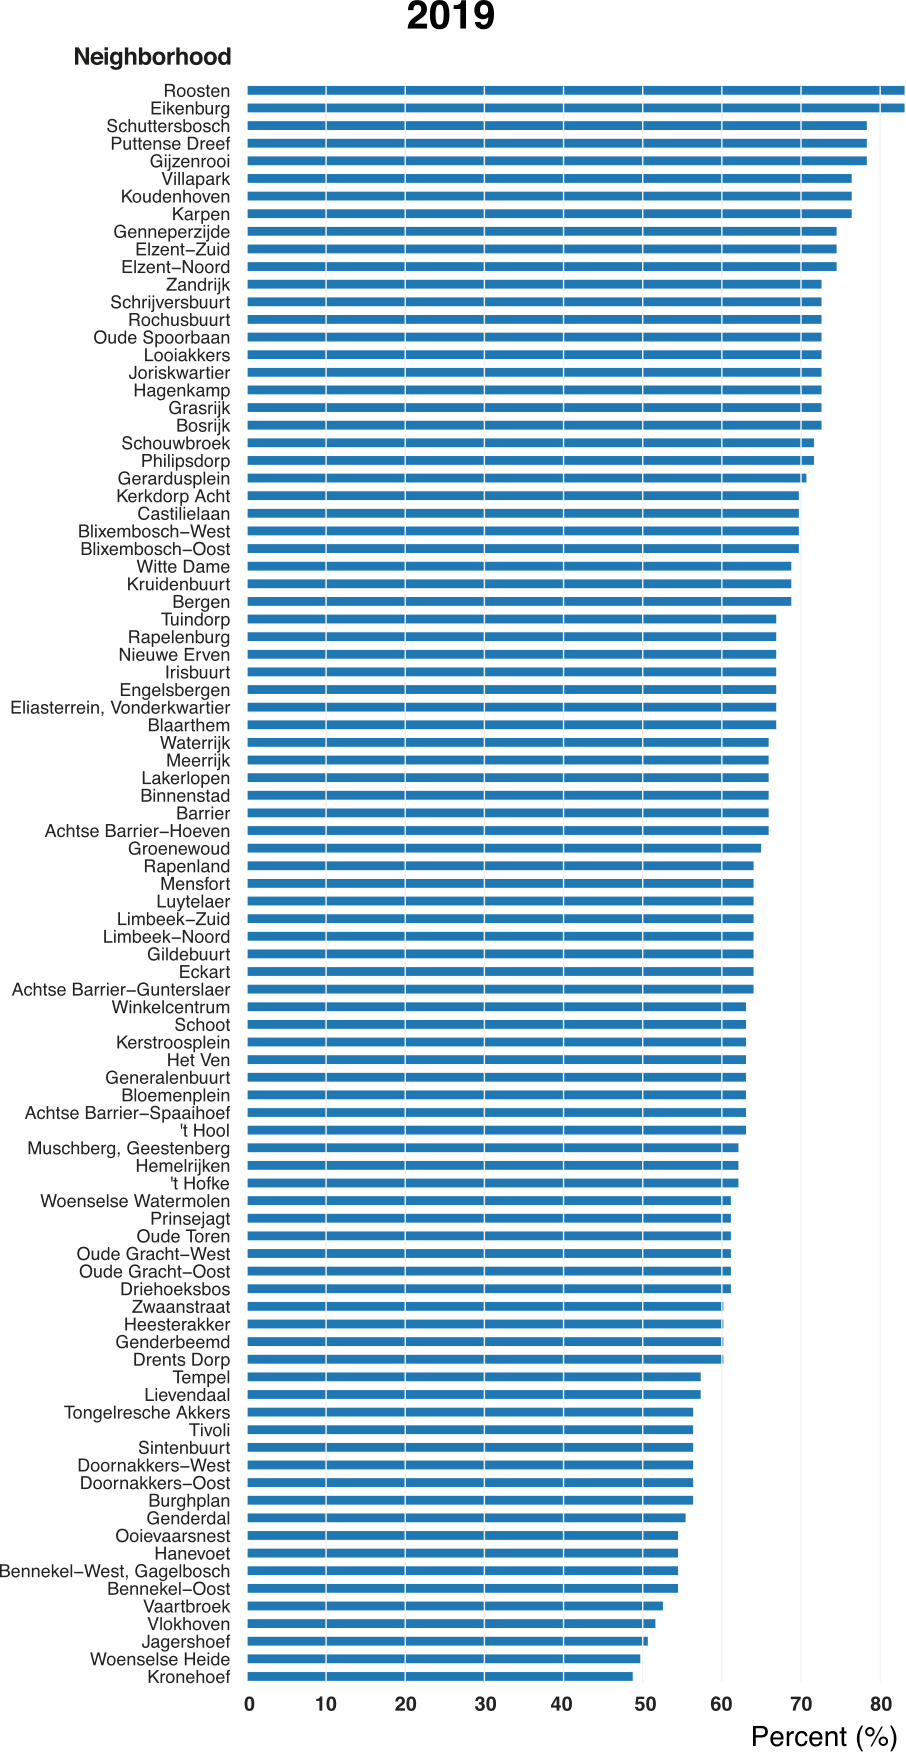 2019
Neighborhood
Roosten
Eikenburg
Schuttersbosch
Puttense Dreef
Gijzenrooi
Villapark
Koudenhoven
Karpen
Genneperzijde
Elzent−Zuid
Elzent−Noord
Zandrijk
Schrijversbuurt
Rochusbuurt
Oude Spoorbaan
Looiakkers
Joriskwartier
Hagenkamp
Grasrijk
Bosrijk
Schouwbroek
Philipsdorp
Gerardusplein
Kerkdorp Acht
Castilielaan
Blixembosch−West
Blixembosch−Oost
Witte Dame
Kruidenbuurt
Bergen
Tuindorp
Rapelenburg
Nieuwe Erven
Irisbuurt
Engelsbergen
Eliasterrein, Vonderkwartier
Blaarthem
Waterrijk
Meerrijk
Lakerlopen
Binnenstad
Barrier
Achtse Barrier−Hoeven
Groenewoud
Rapenland
Mensfort
Luytelaer
Limbeek−Zuid
Limbeek−Noord
Gildebuurt
Eckart
Achtse Barrier−Gunterslaer
Winkelcentrum
Schoot
Kerstroosplein
Het Ven
Generalenbuurt
Bloemenplein
Achtse Barrier−Spaaihoef
't Hool
Muschberg, Geestenberg
Hemelrijken
't Hofke
Woenselse Watermolen
Prinsejagt
Oude Toren
Oude Gracht−West
Oude Gracht−Oost
Driehoeksbos
Zwaanstraat
Heesterakker
Genderbeemd
Drents Dorp
Tempel
Lievendaal
Tongelresche Akkers
Tivoli
Sintenbuurt
Doornakkers−West
Doornakkers−Oost
Burghplan
Genderdal
Ooievaarsnest
Hanevoet
Bennekel−West, Gagelbosch
Bennekel−Oost
Vaartbroek
Vlokhoven
Jagershoef
Woenselse Heide
Kronehoef
0 10 20 30 40 50 60 70 80
Percent (%)